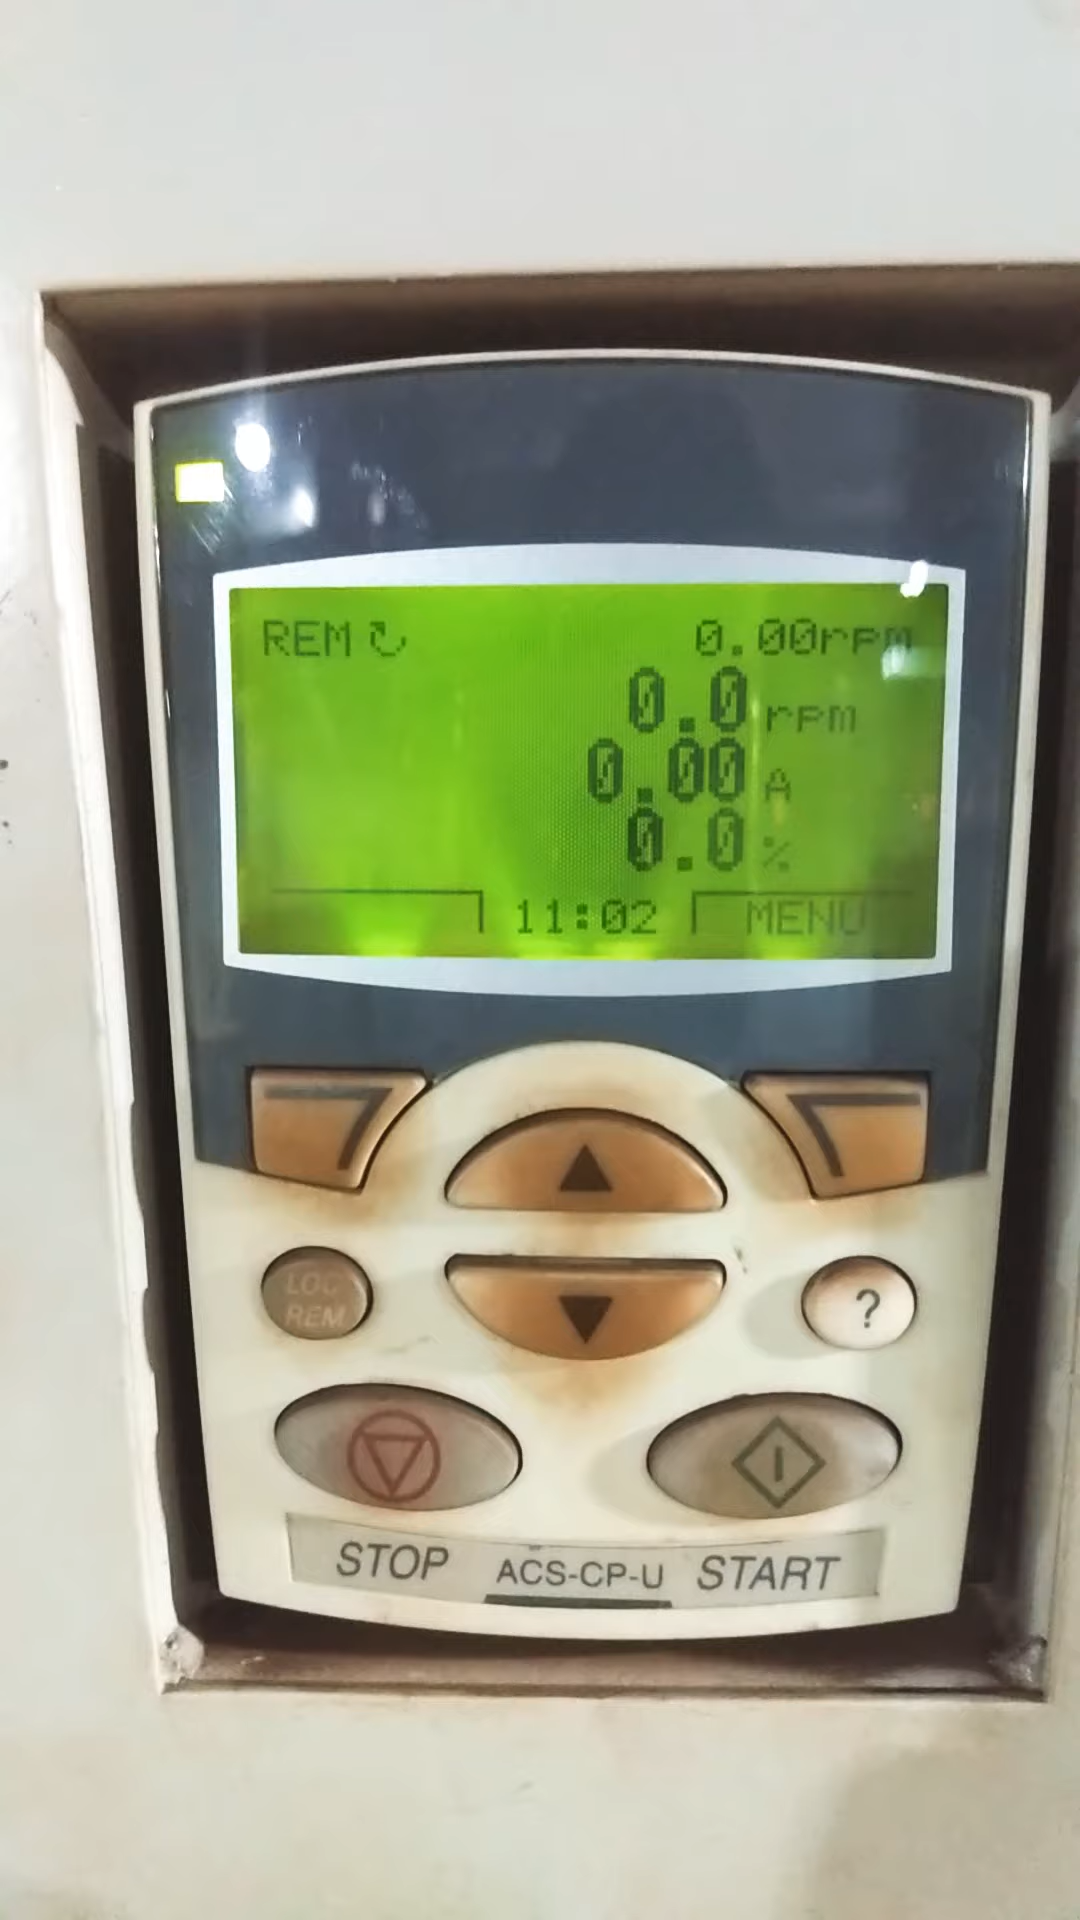 REM ↻ 0.00rpm
0.0 rpm
0.00 A
0.0 %
11:02 MENU
LOC
REM
?
STOP ACS-CP-U START